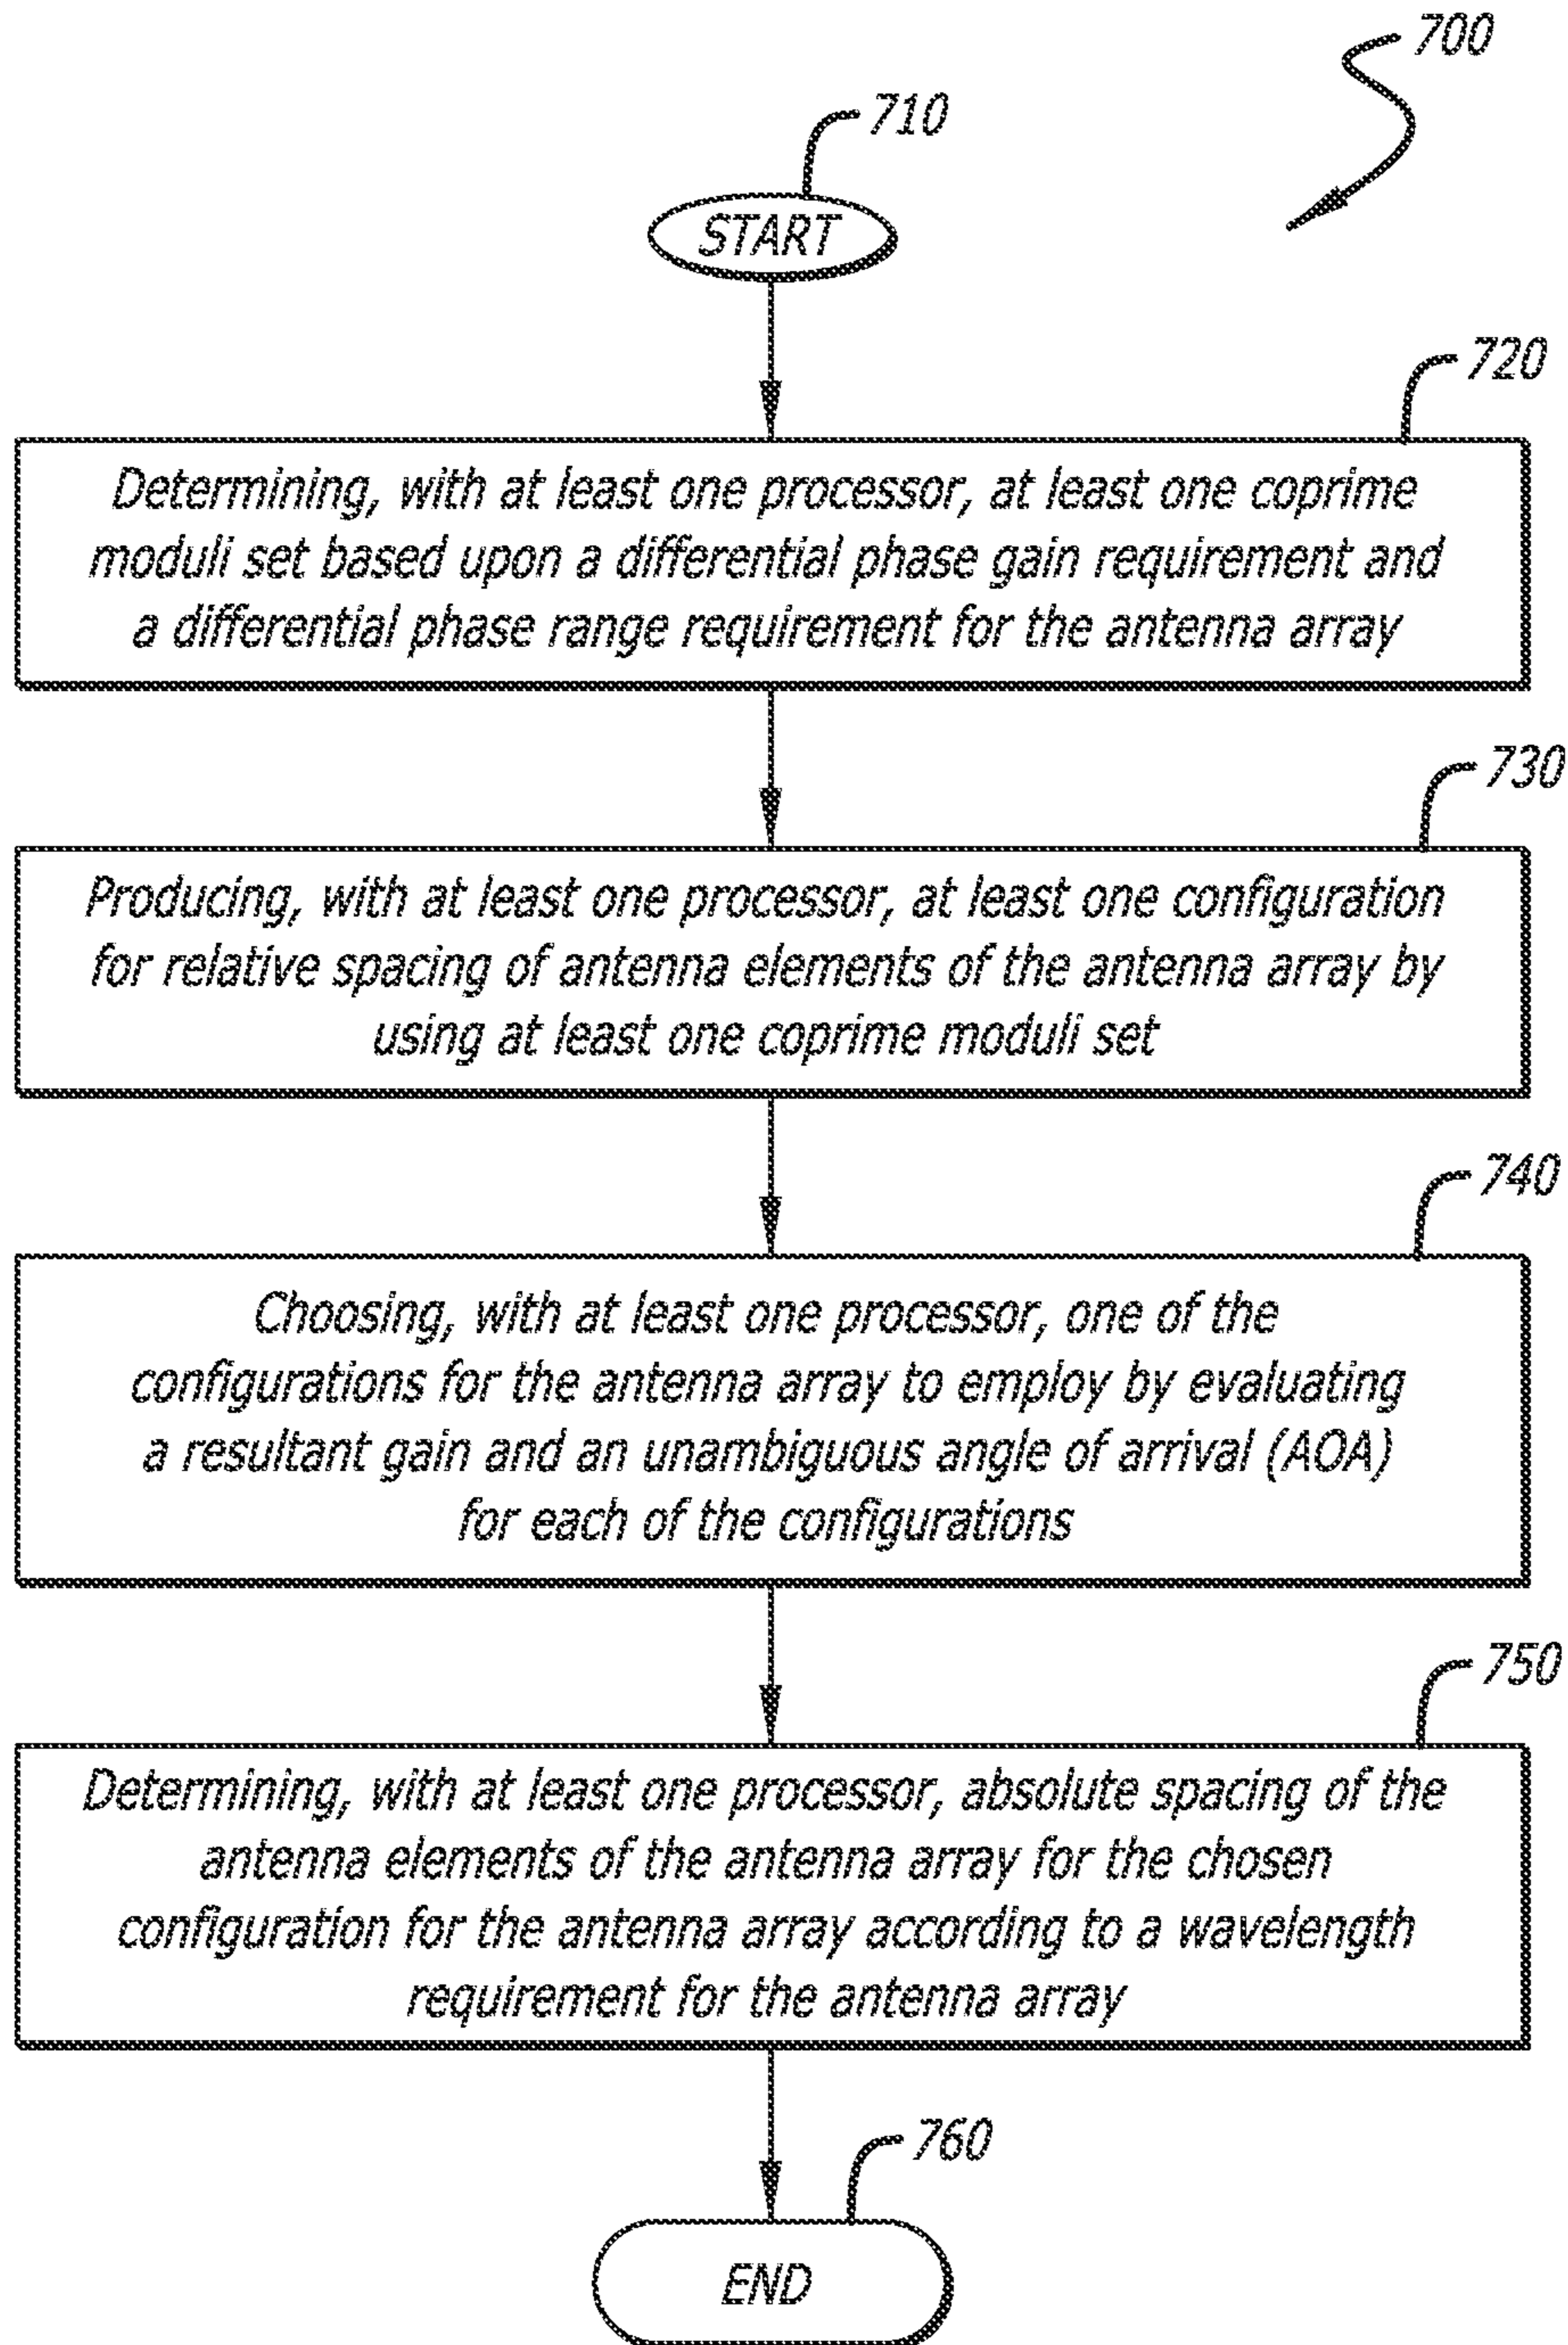 700
710
START
720
Determining, with at least one processor, at least one coprime
moduli set based upon a differential phase gain requirement and
a differential phase range requirement for the antenna array
730
Producing, with at least one processor, at least one configuration
for relative spacing of antenna elements of the antenna array by
using at least one coprime moduli set
740
Choosing, with at least one processor, one of the
configurations for the antenna array to employ by evaluating
a resultant gain and an unambiguous angle of arrival (AOA)
for each of the configurations
750
Determining, with at least one processor, absolute spacing of the
antenna elements of the antenna array for the chosen
configuration for the antenna array according to a wavelength
requirement for the antenna array
760
END